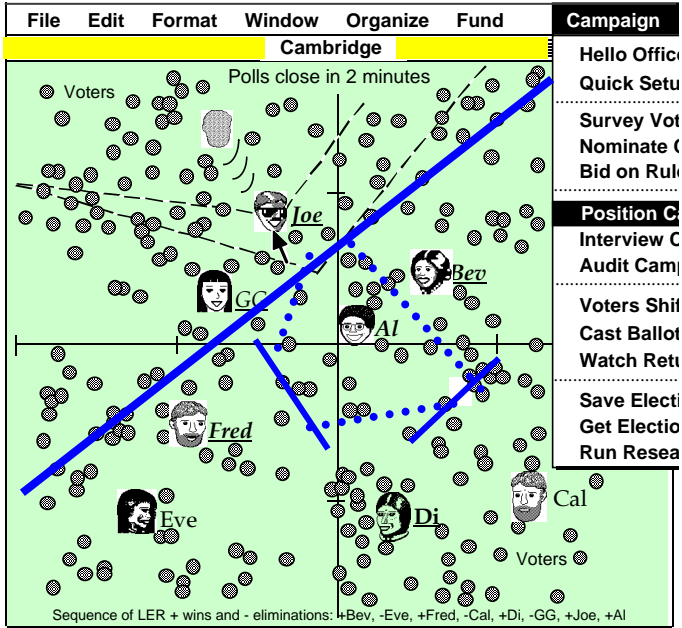 File Edit Format Window Organize Fund Campaign
Cambridge
Hello Office
Quick Setu
Polls close in 2 minutes
Voters
Survey Vot
Nominate C
Bid on Rule
Joe
Position Ca
Interview C
Audit Camp
Bev
GG
Voters Shif
Al
Cast Ballot
Watch Retu
Save Electi
Get Electio
Run Resea
Fred
Cal
Eve
Di
Voters
Sequence of LER + wins and - eliminations: +Bev, -Eve, +Fred, -Cal, +Di, -GG, +Joe, +Al